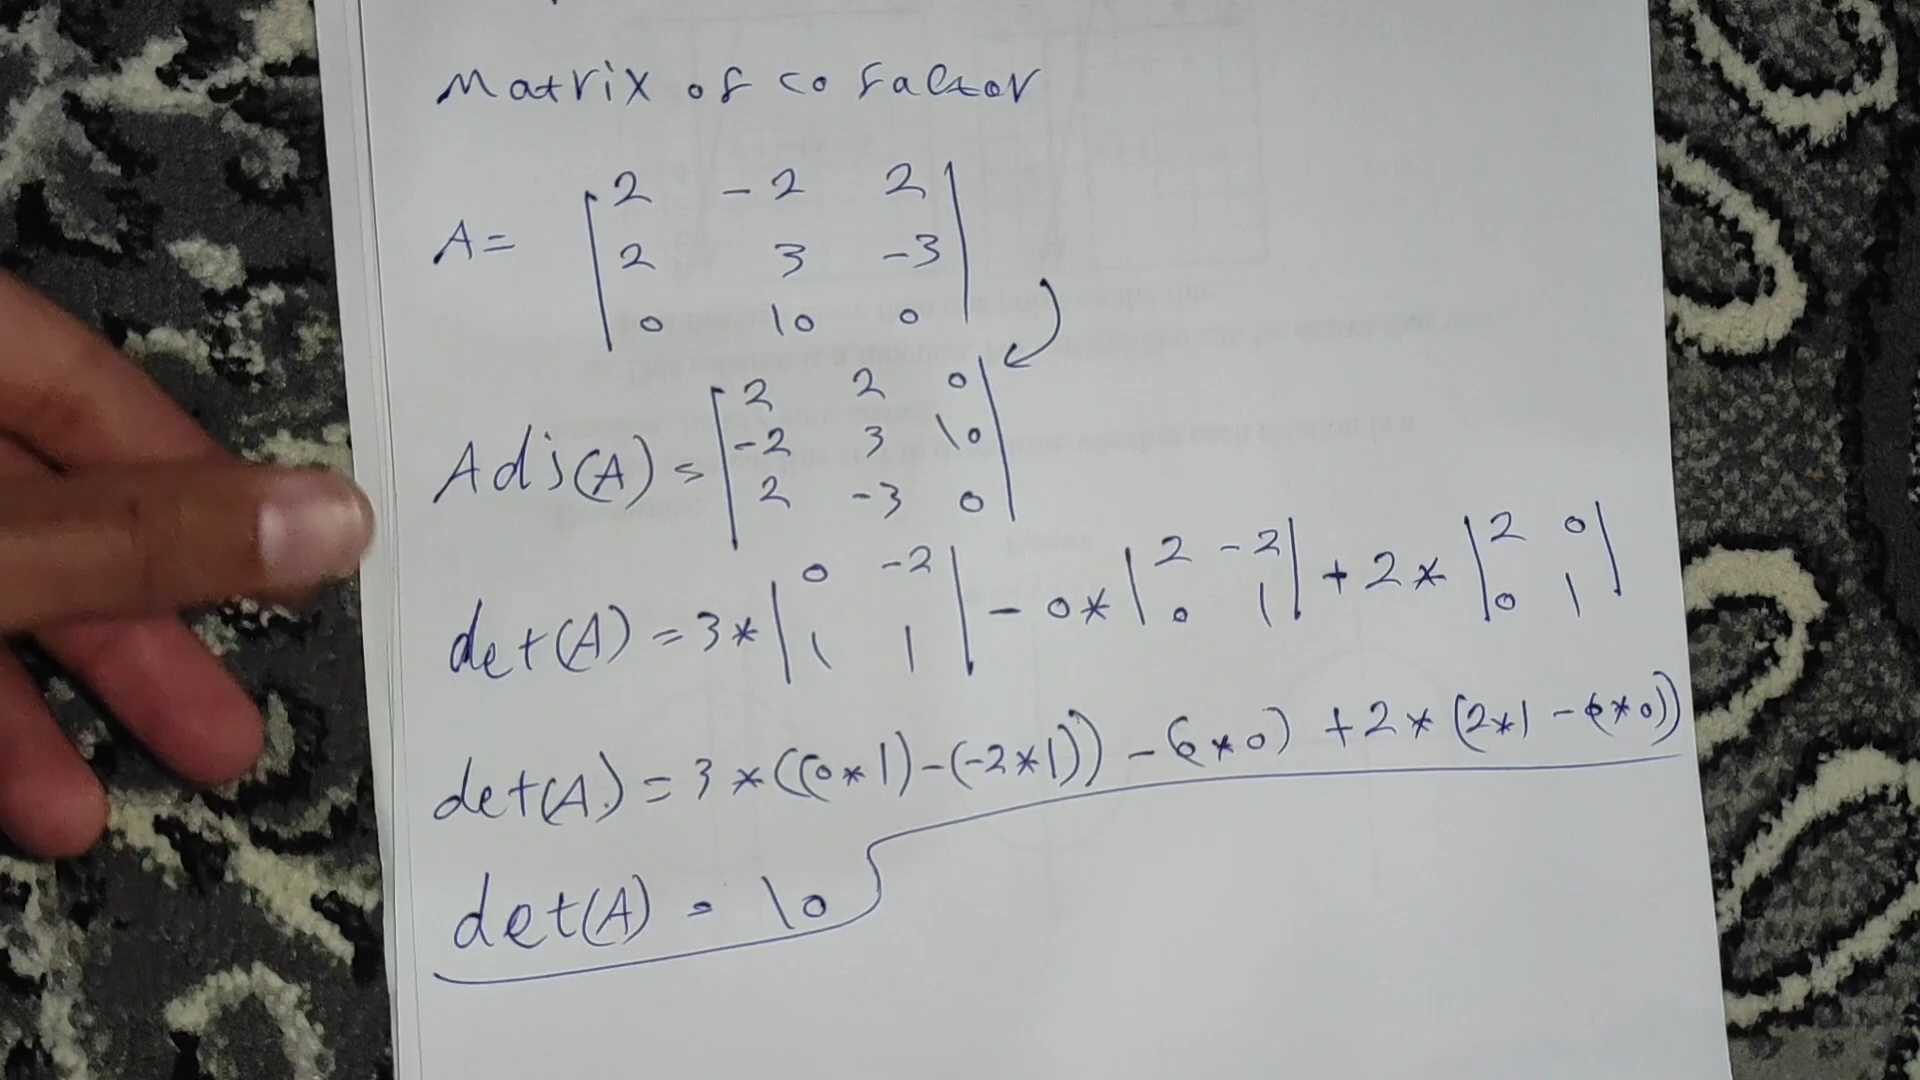 Matrix of co factor
A = | 2 -2 2 |
| 2 3 -3 |
| 0 10 0 |
Adj(A) = | 2 2 0 |
| -2 3 10 |
| 2 -3 0 |
det(A) = 3* | 0 -2 | - 0* | 2 -2 | + 2* | 2 0 |
| 1 1 | | 0 1 | | 0 1 |
det(A) = 3*((0*1)-(-2*1)) - (0*0) + 2*(2*1 - (0*0))
det(A) = 10